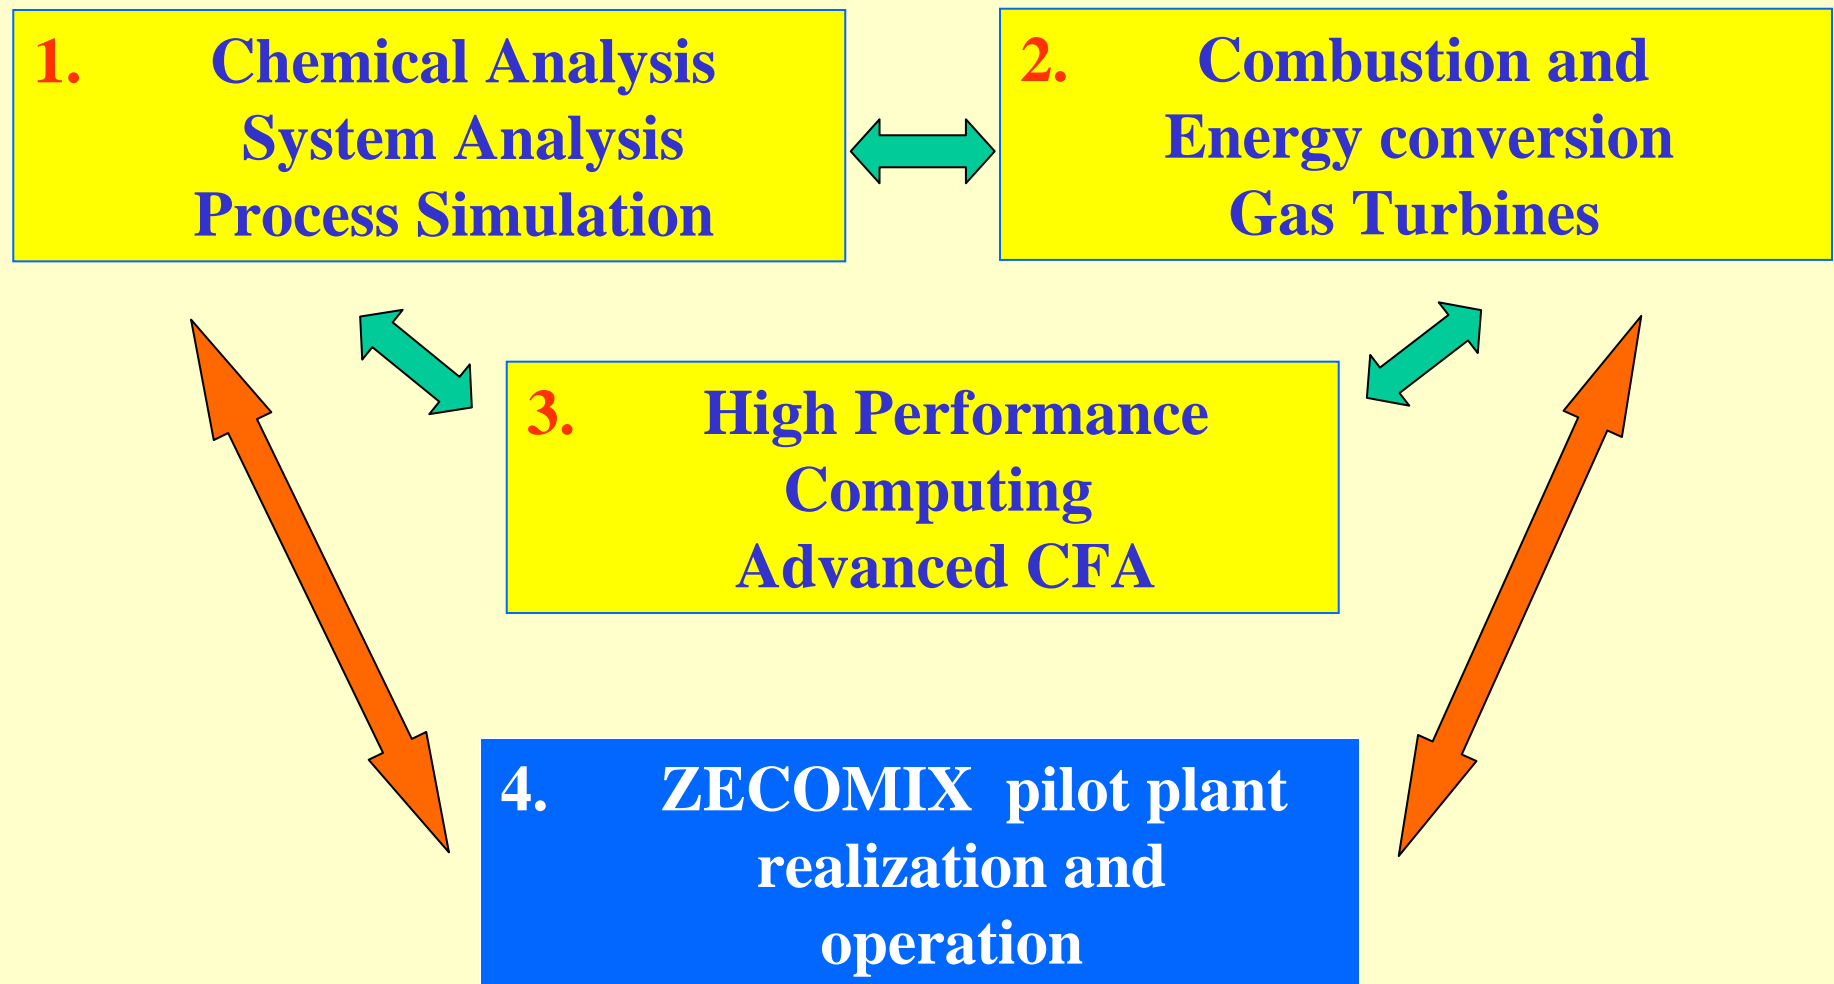 1. Chemical Analysis
System Analysis
Process Simulation
2. Combustion and
Energy conversion
Gas Turbines
3. High Performance
Computing
Advanced CFA
4. ZECOMIX pilot plant
realization and
operation